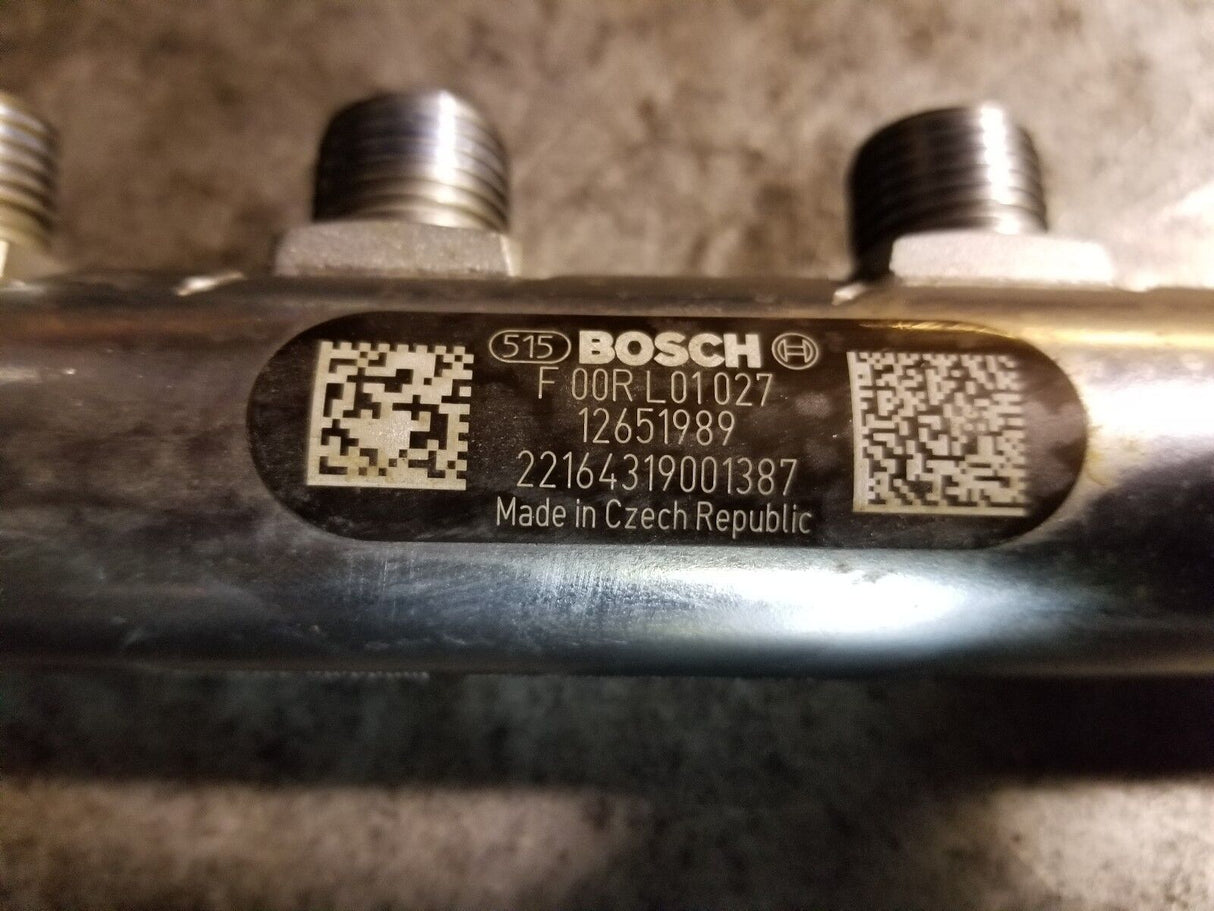 515 BOSCH
F 00R L01 027
12651989
22164319001387
Made in Czech Republic